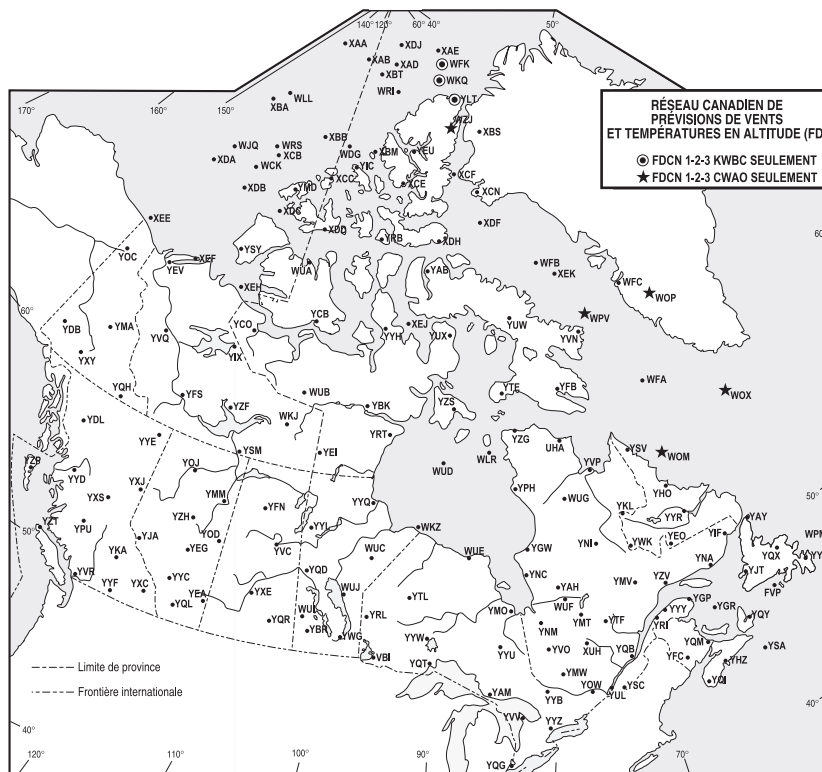 140° 120° 60° 40° 50°
XAA XDJ XAE
XAB XAD WFK
XBT WKQ
170° 150° WLL WRI YLT
XBA WZJ
RÉSEAU CANADIEN DE
PRÉVISIONS DE VENTS
ET TEMPÉRATURES EN ALTITUDE (FD
FDCN 1-2-3 KWBC SEULEMENT
FDCN 1-2-3 CWAO SEULEMENT
XBB XBS
WJQ WRS WDG XBM YEU
XDA XCB YIC
WCK XCC XCF
XDB YMD XCE XCN
XDC
XEE XDD XDF
YRB XDH
YOC YSY
YEV XEF WUA YAB WFB
XEK
XEH WFC WOP
60°
YDB YMA YVQ YCO YCB YYH XEJ YUX YUW WPV
YVN
YXY YIX
YQH YFS WUB YTE YFB WFA WOX
YZF YBK YZS
YDL WKJ
YYE YRT YZG UHA
YSM YEI YSV
WUD WLR YVP WOM
YZP YYD YOJ
YXS XXJ YMM YPH YHO
YFN YYQ WUG
50°
YZT YPU YZH YYL WKZ YKL YYR YAY
YJA YOD YIF WPM
YKA YEG YVC WUC WUE YGW YNI YWK YEO YQX YY
YVR YQD YNA YJT
YYF YXC YYC YXE WUJ YNC YAH YMV YZV FVP
YEA YTL WUF YGP
YQL YQR WUL YRL YMO YMT YTF YYY YGR YQY
YBR YNM YRI
YWG YYW YVO XUH YQB YQM YSA
YYU YFC YHZ
VBI YQT YMW
YAM YYB YOW YUL YSC YQI
YVV YYZ
YQG
Limite de province
Frontière internationale
40°
120° 110° 100° 90° 80° 70°